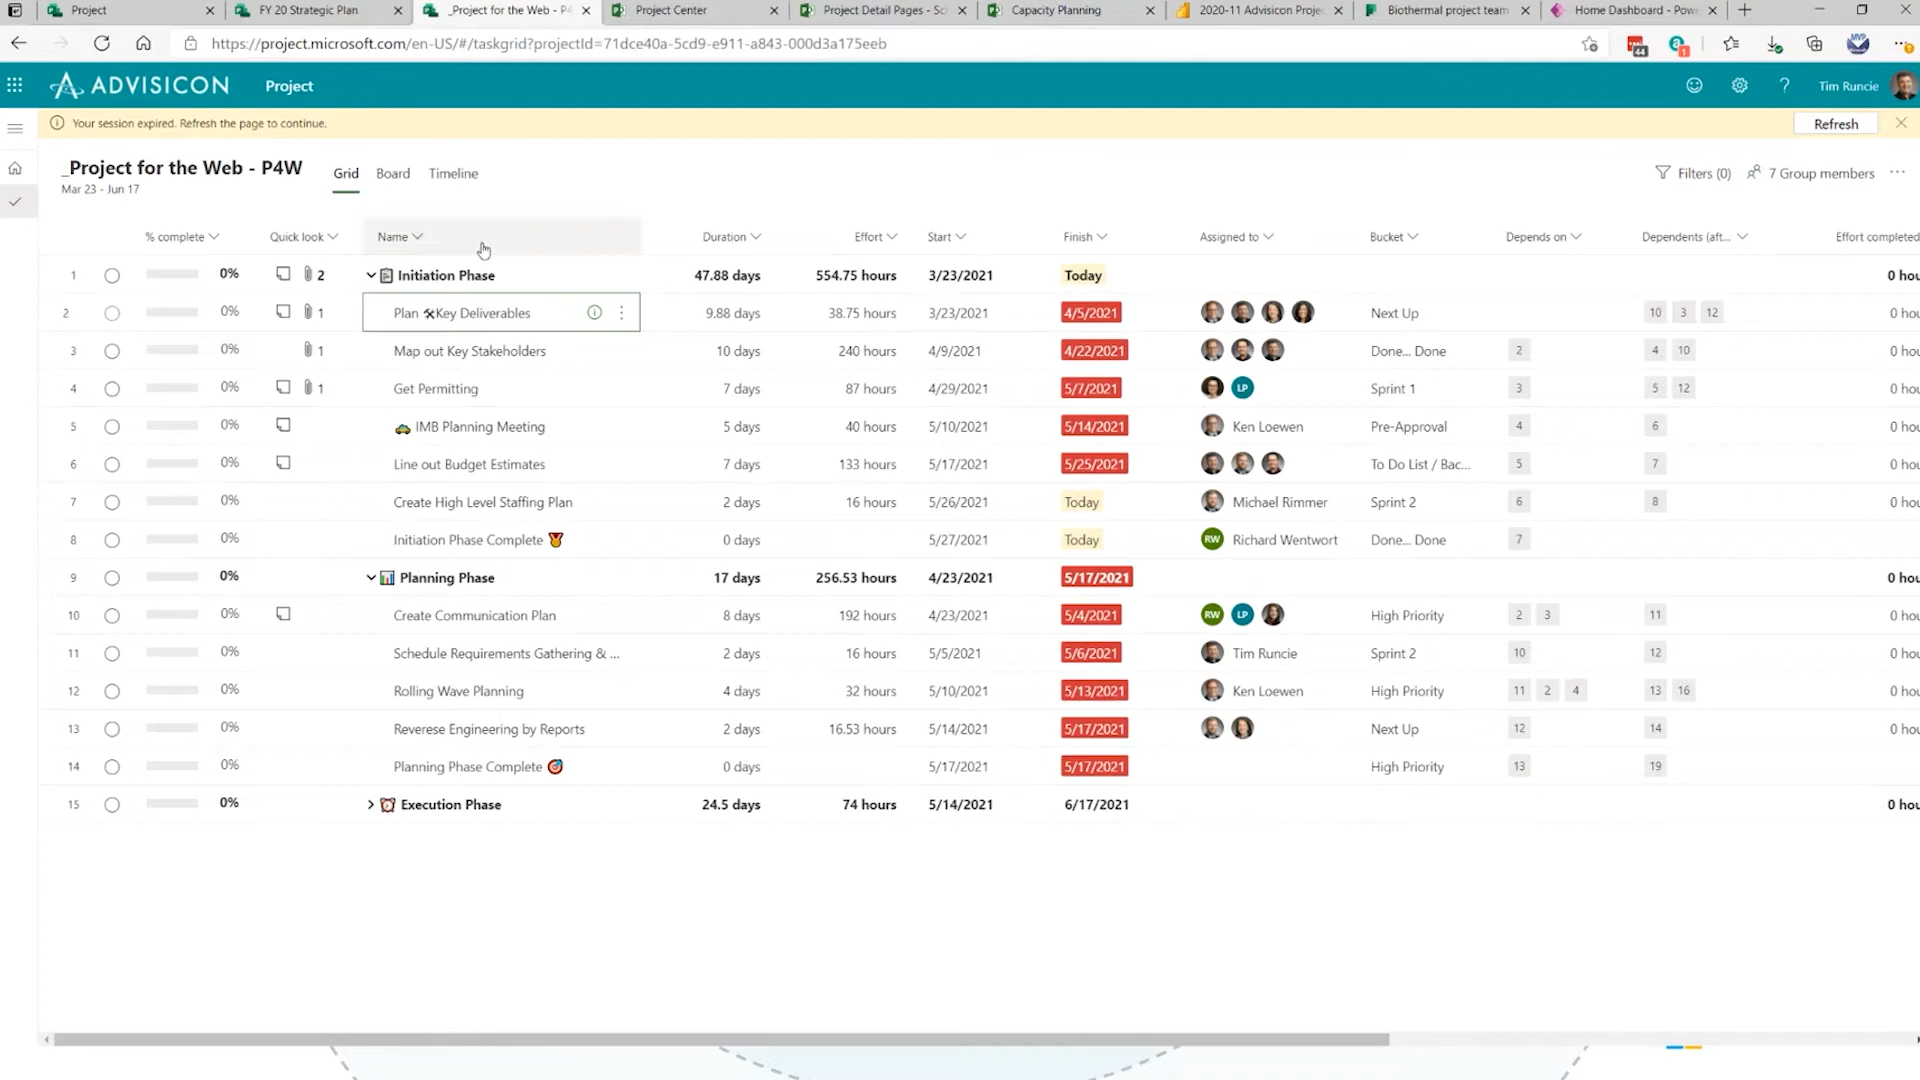 Project
FY 20 Strategic Plan
_Project for the Web - P4
Project Center
Project Detail Pages - Sc
Capacity Planning
2020-11 Advisicon Projec
Biothermal project team
Home Dashboard - Pow
https://project.microsoft.com/en-US/#/taskgrid?projectId=71dce40a-5cd9-e911-a843-000d3a175eeb
44
a
1
MVP
ADVISICON
Project
?
Tim Runcie
Your session expired. Refresh the page to continue.
Refresh
_Project for the Web - P4W
Mar 23 - Jun 17
Grid
Board
Timeline
Filters (0)
7 Group members
% complete
Quick look
Name
Duration
Effort
Start
Finish
Assigned to
Bucket
Depends on
Dependents (aft...
Effort completed
1 0% 2 Initiation Phase 47.88 days 554.75 hours 3/23/2021 Today 0 hou
2 0% 1 Plan 🛠Key Deliverables 9.88 days 38.75 hours 3/23/2021 4/5/2021 Next Up 10 3 12 0 hou
3 0% 1 Map out Key Stakeholders 10 days 240 hours 4/9/2021 4/22/2021 Done... Done 2 4 10 0 hou
4 0% 1 Get Permitting 7 days 87 hours 4/29/2021 5/7/2021 LP Sprint 1 3 5 12 0 hou
5 0% IMB Planning Meeting 5 days 40 hours 5/10/2021 5/14/2021 Ken Loewen Pre-Approval 4 6 0 hou
6 0% Line out Budget Estimates 7 days 133 hours 5/17/2021 5/25/2021 To Do List / Bac... 5 7 0 hou
7 0% Create High Level Staffing Plan 2 days 16 hours 5/26/2021 Today Michael Rimmer Sprint 2 6 8 0 hou
8 0% Initiation Phase Complete 0 days 5/27/2021 Today RW Richard Wentwort Done... Done 7
9 0% Planning Phase 17 days 256.53 hours 4/23/2021 5/17/2021 0 hou
10 0% Create Communication Plan 8 days 192 hours 4/23/2021 5/4/2021 RW LP High Priority 2 3 11 0 hou
11 0% Schedule Requirements Gathering & ... 2 days 16 hours 5/5/2021 5/6/2021 Tim Runcie Sprint 2 10 12 0 hou
12 0% Rolling Wave Planning 4 days 32 hours 5/10/2021 5/13/2021 Ken Loewen High Priority 11 2 4 13 16 0 hou
13 0% Reverese Engineering by Reports 2 days 16.53 hours 5/14/2021 5/17/2021 Next Up 12 14 0 hou
14 0% Planning Phase Complete 0 days 5/17/2021 5/17/2021 High Priority 13 19
15 0% Execution Phase 24.5 days 74 hours 5/14/2021 6/17/2021 0 hou